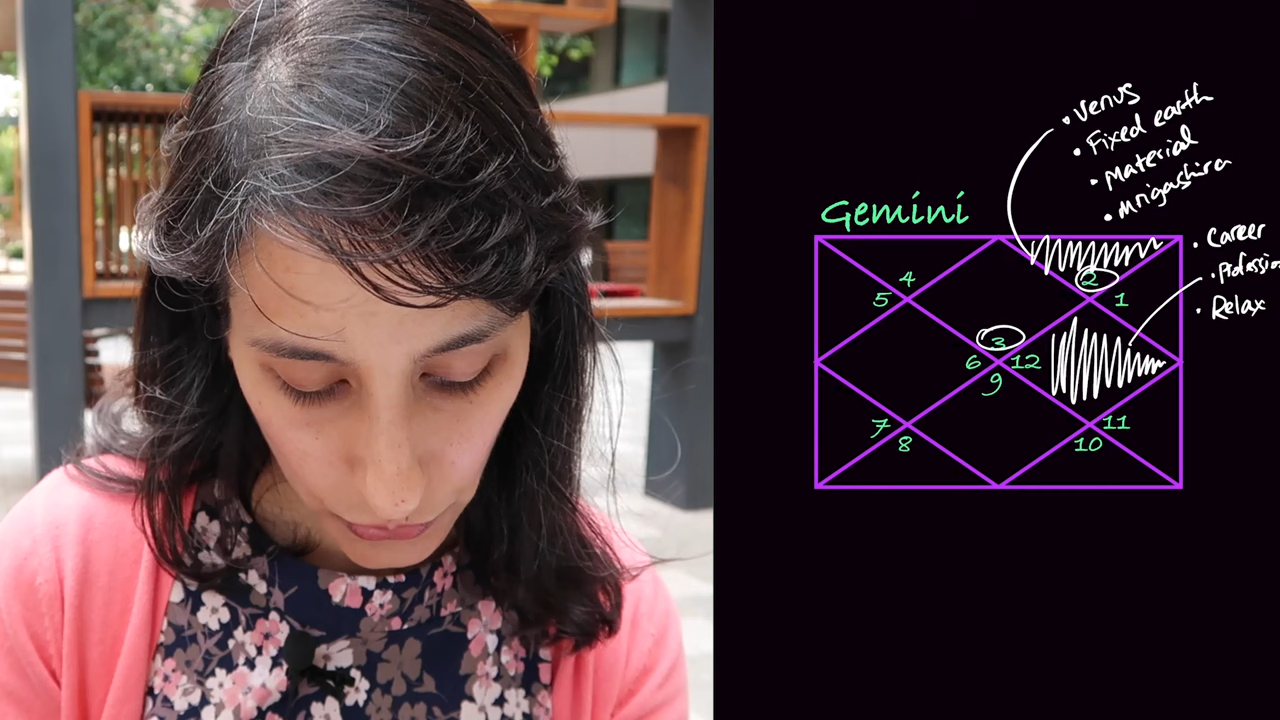 • Venus
• Fixed earth
• Material
• Mrigashira
Gemini
• Career
• Professio
• Relax
4
2
5
1
3
6
12
9
7
11
8
10